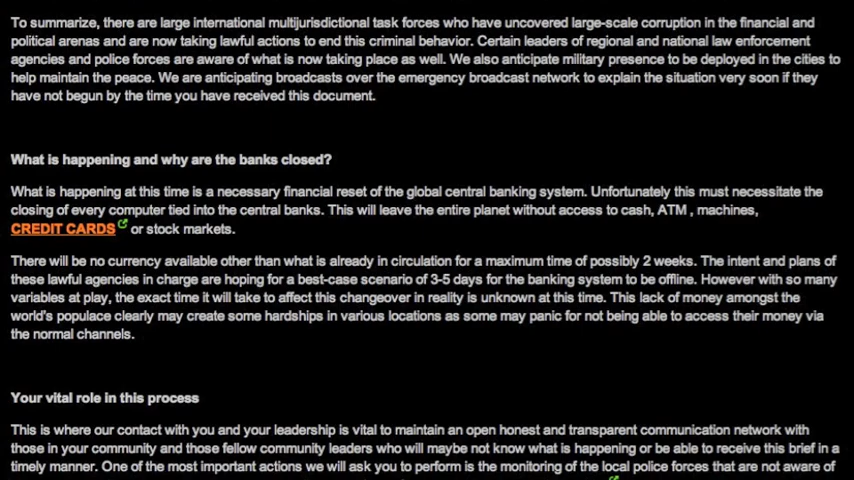 To summarize, there are large international multijurisdictional task forces who have uncovered large-scale corruption in the financial and
political arenas and are now taking lawful actions to end this criminal behavior. Certain leaders of regional and national law enforcement
agencies and police forces are aware of what is now taking place as well. We also anticipate military presence to be deployed in the cities to
help maintain the peace. We are anticipating broadcasts over the emergency broadcast network to explain the situation very soon if they
have not begun by the time you have received this document.
What is happening and why are the banks closed?
What is happening at this time is a necessary financial reset of the global central banking system. Unfortunately this must necessitate the
closing of every computer tied into the central banks. This will leave the entire planet without access to cash, ATM , machines,
CREDIT CARDS or stock markets.
There will be no currency available other than what is already in circulation for a maximum time of possibly 2 weeks. The intent and plans of
these lawful agencies in charge are hoping for a best-case scenario of 3-5 days for the banking system to be offline. However with so many
variables at play, the exact time it will take to affect this changeover in reality is unknown at this time. This lack of money amongst the
world's populace clearly may create some hardships in various locations as some may panic for not being able to access their money via
the normal channels.
Your vital role in this process
This is where our contact with you and your leadership is vital to maintain an open honest and transparent communication network with
those in your community and those fellow community leaders who will maybe not know what is happening or be able to receive this brief in a
timely manner. One of the most important actions we will ask you to perform is the monitoring of the local police forces that are not aware of